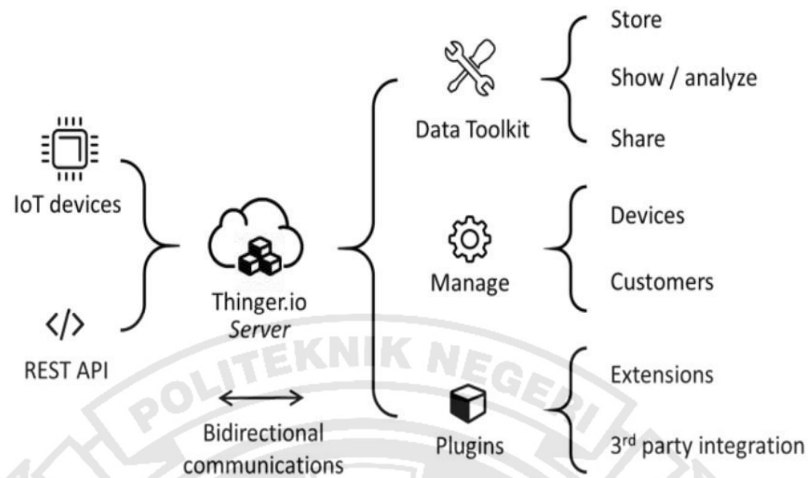 IoT devices
</>
REST API
Thinger.io
Server
Bidirectional
communications
Data Toolkit
Store
Show / analyze
Share
Manage
Devices
Customers
Plugins
Extensions
3rd party integration
POLITEKNIK NEGERI